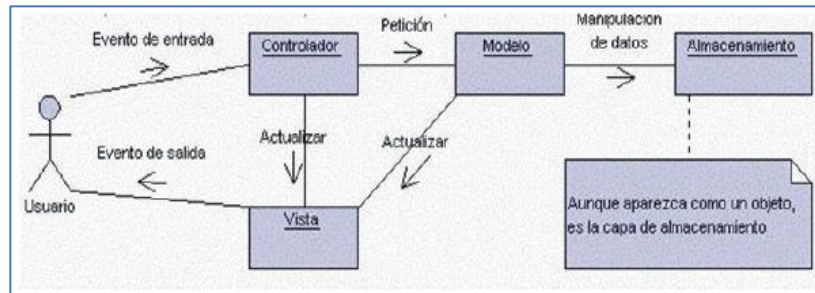 Evento de entrada
Controlador
Petición
Modelo
Manipulacion
de datos
Almacenamiento
Actualizar
Actualizar
Evento de salida
Usuario
Vista
Aunque aparezca como un objeto,
es la capa de almacenamiento